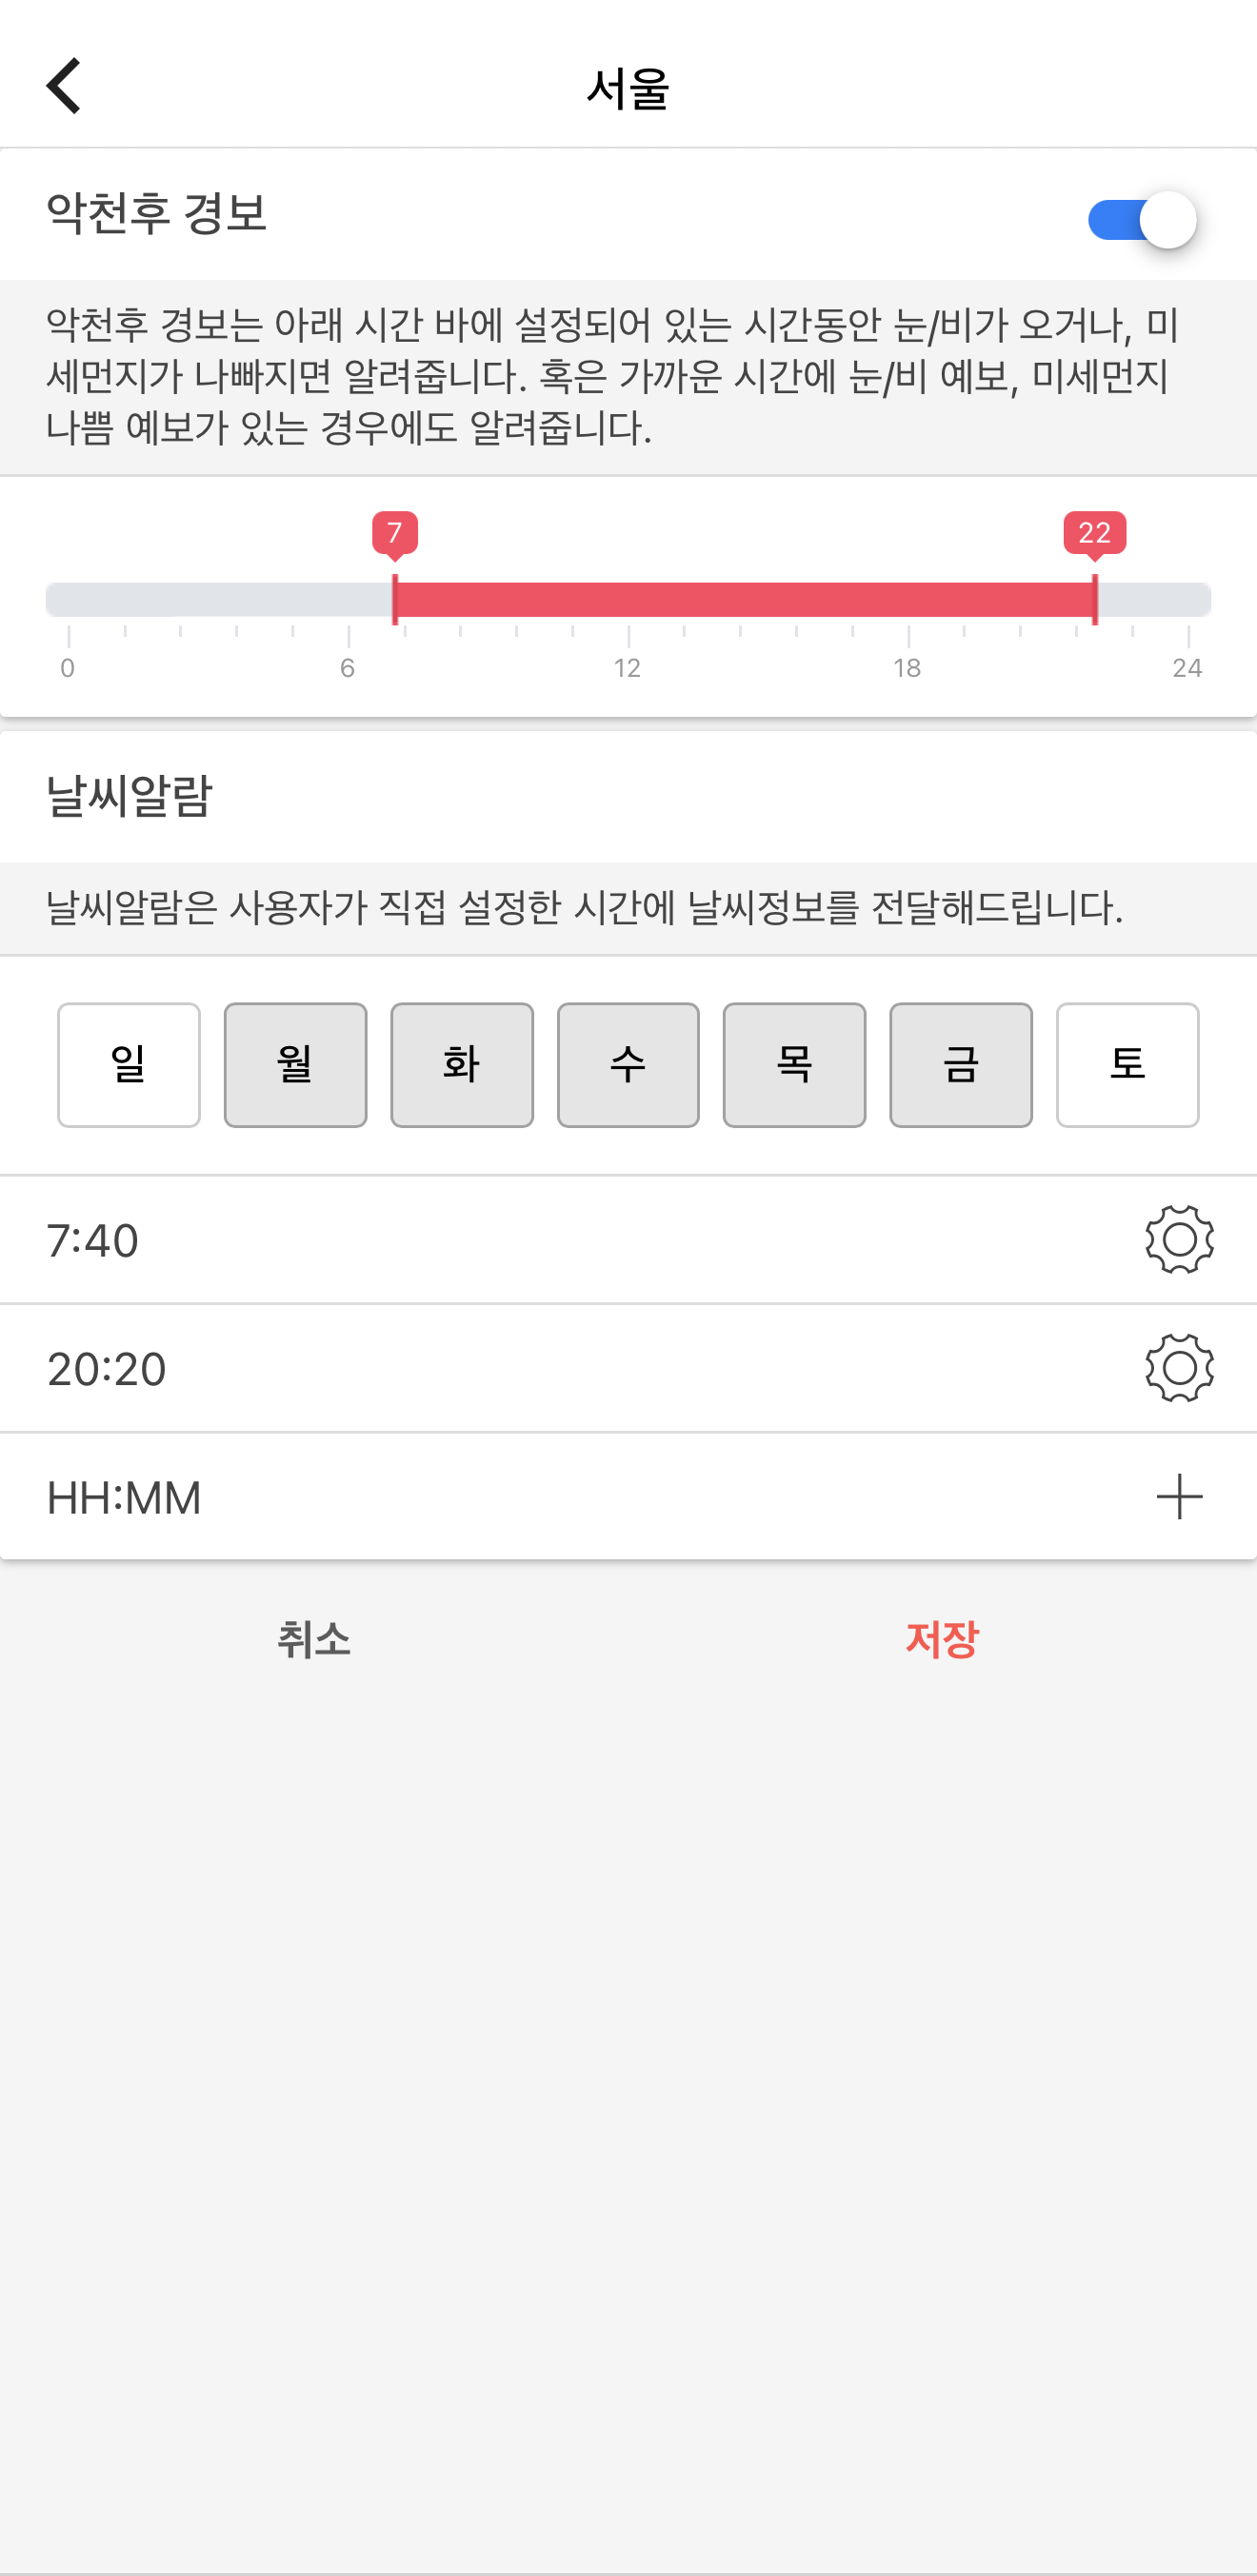 서울
악천후 경보
악천후 경보는 아래 시간 바에 설정되어 있는 시간동안 눈/비가 오거나, 미
세먼지가 나빠지면 알려줍니다. 혹은 가까운 시간에 눈/비 예보, 미세먼지
나쁨 예보가 있는 경우에도 알려줍니다.
7 22
0 6 12 18 24
날씨알람
날씨알람은 사용자가 직접 설정한 시간에 날씨정보를 전달해드립니다.
일 월 화 수 목 금 토
7:40
20:20
HH:MM
취소 저장